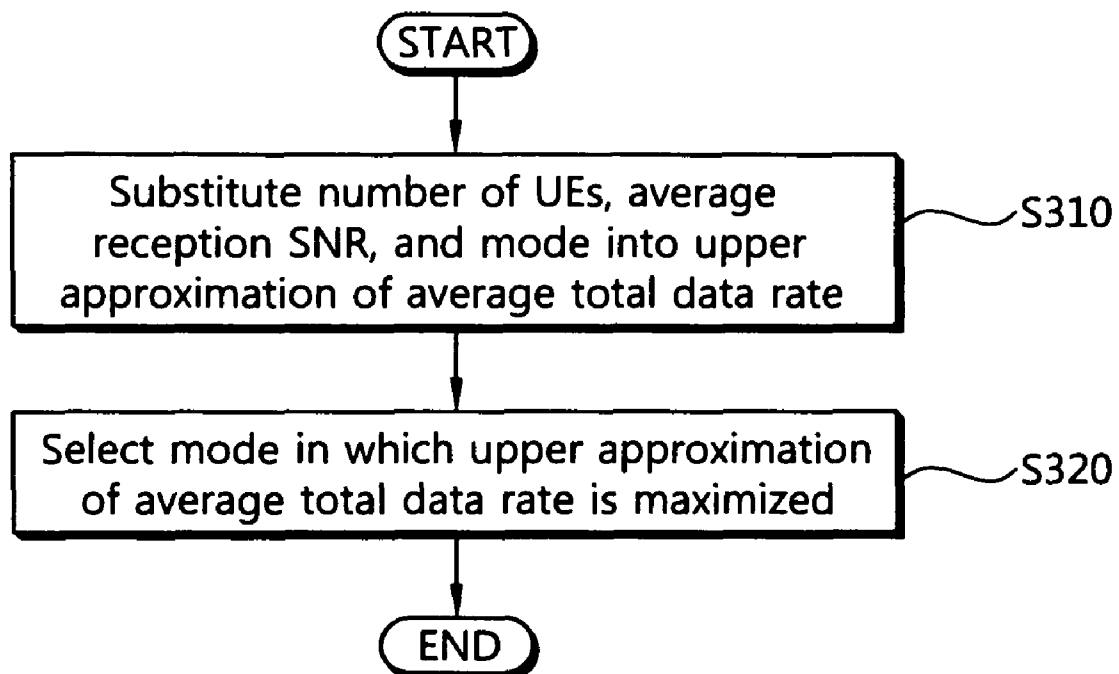 START
Substitute number of UEs, average
reception SNR, and mode into upper
approximation of average total data rate
S310
Select mode in which upper approximation
of average total data rate is maximized
S320
END